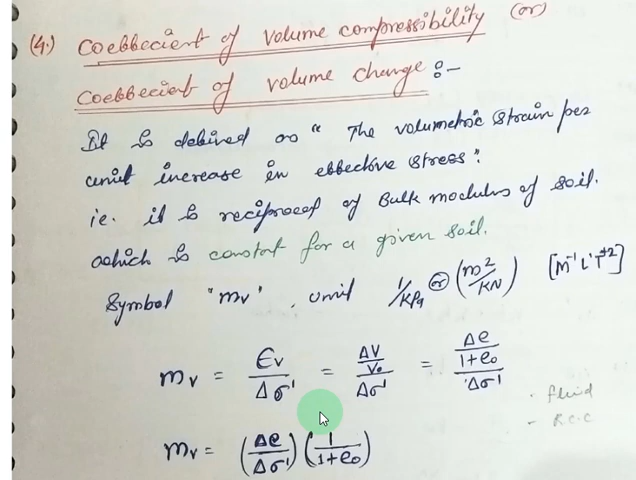 (4.) Coefficient of volume compressibility (or)
Coefficient of volume change :-
It is defined as "The volumetric strain per
unit increase in effective stress".
ie. it is reciprocal of Bulk modulus of soil.
which is constant for a given soil.
Symbol "mv", unit 1/KPa (or) (m²/KN) [M⁻¹L¹T⁺²]
mv = Ɛv/Δσ' = (ΔV/V₀)/Δσ' = (Δe/(1+e₀))/Δσ'
- fluid
- R.C.C
mv = (Δe/Δσ') (1/(1+e₀))